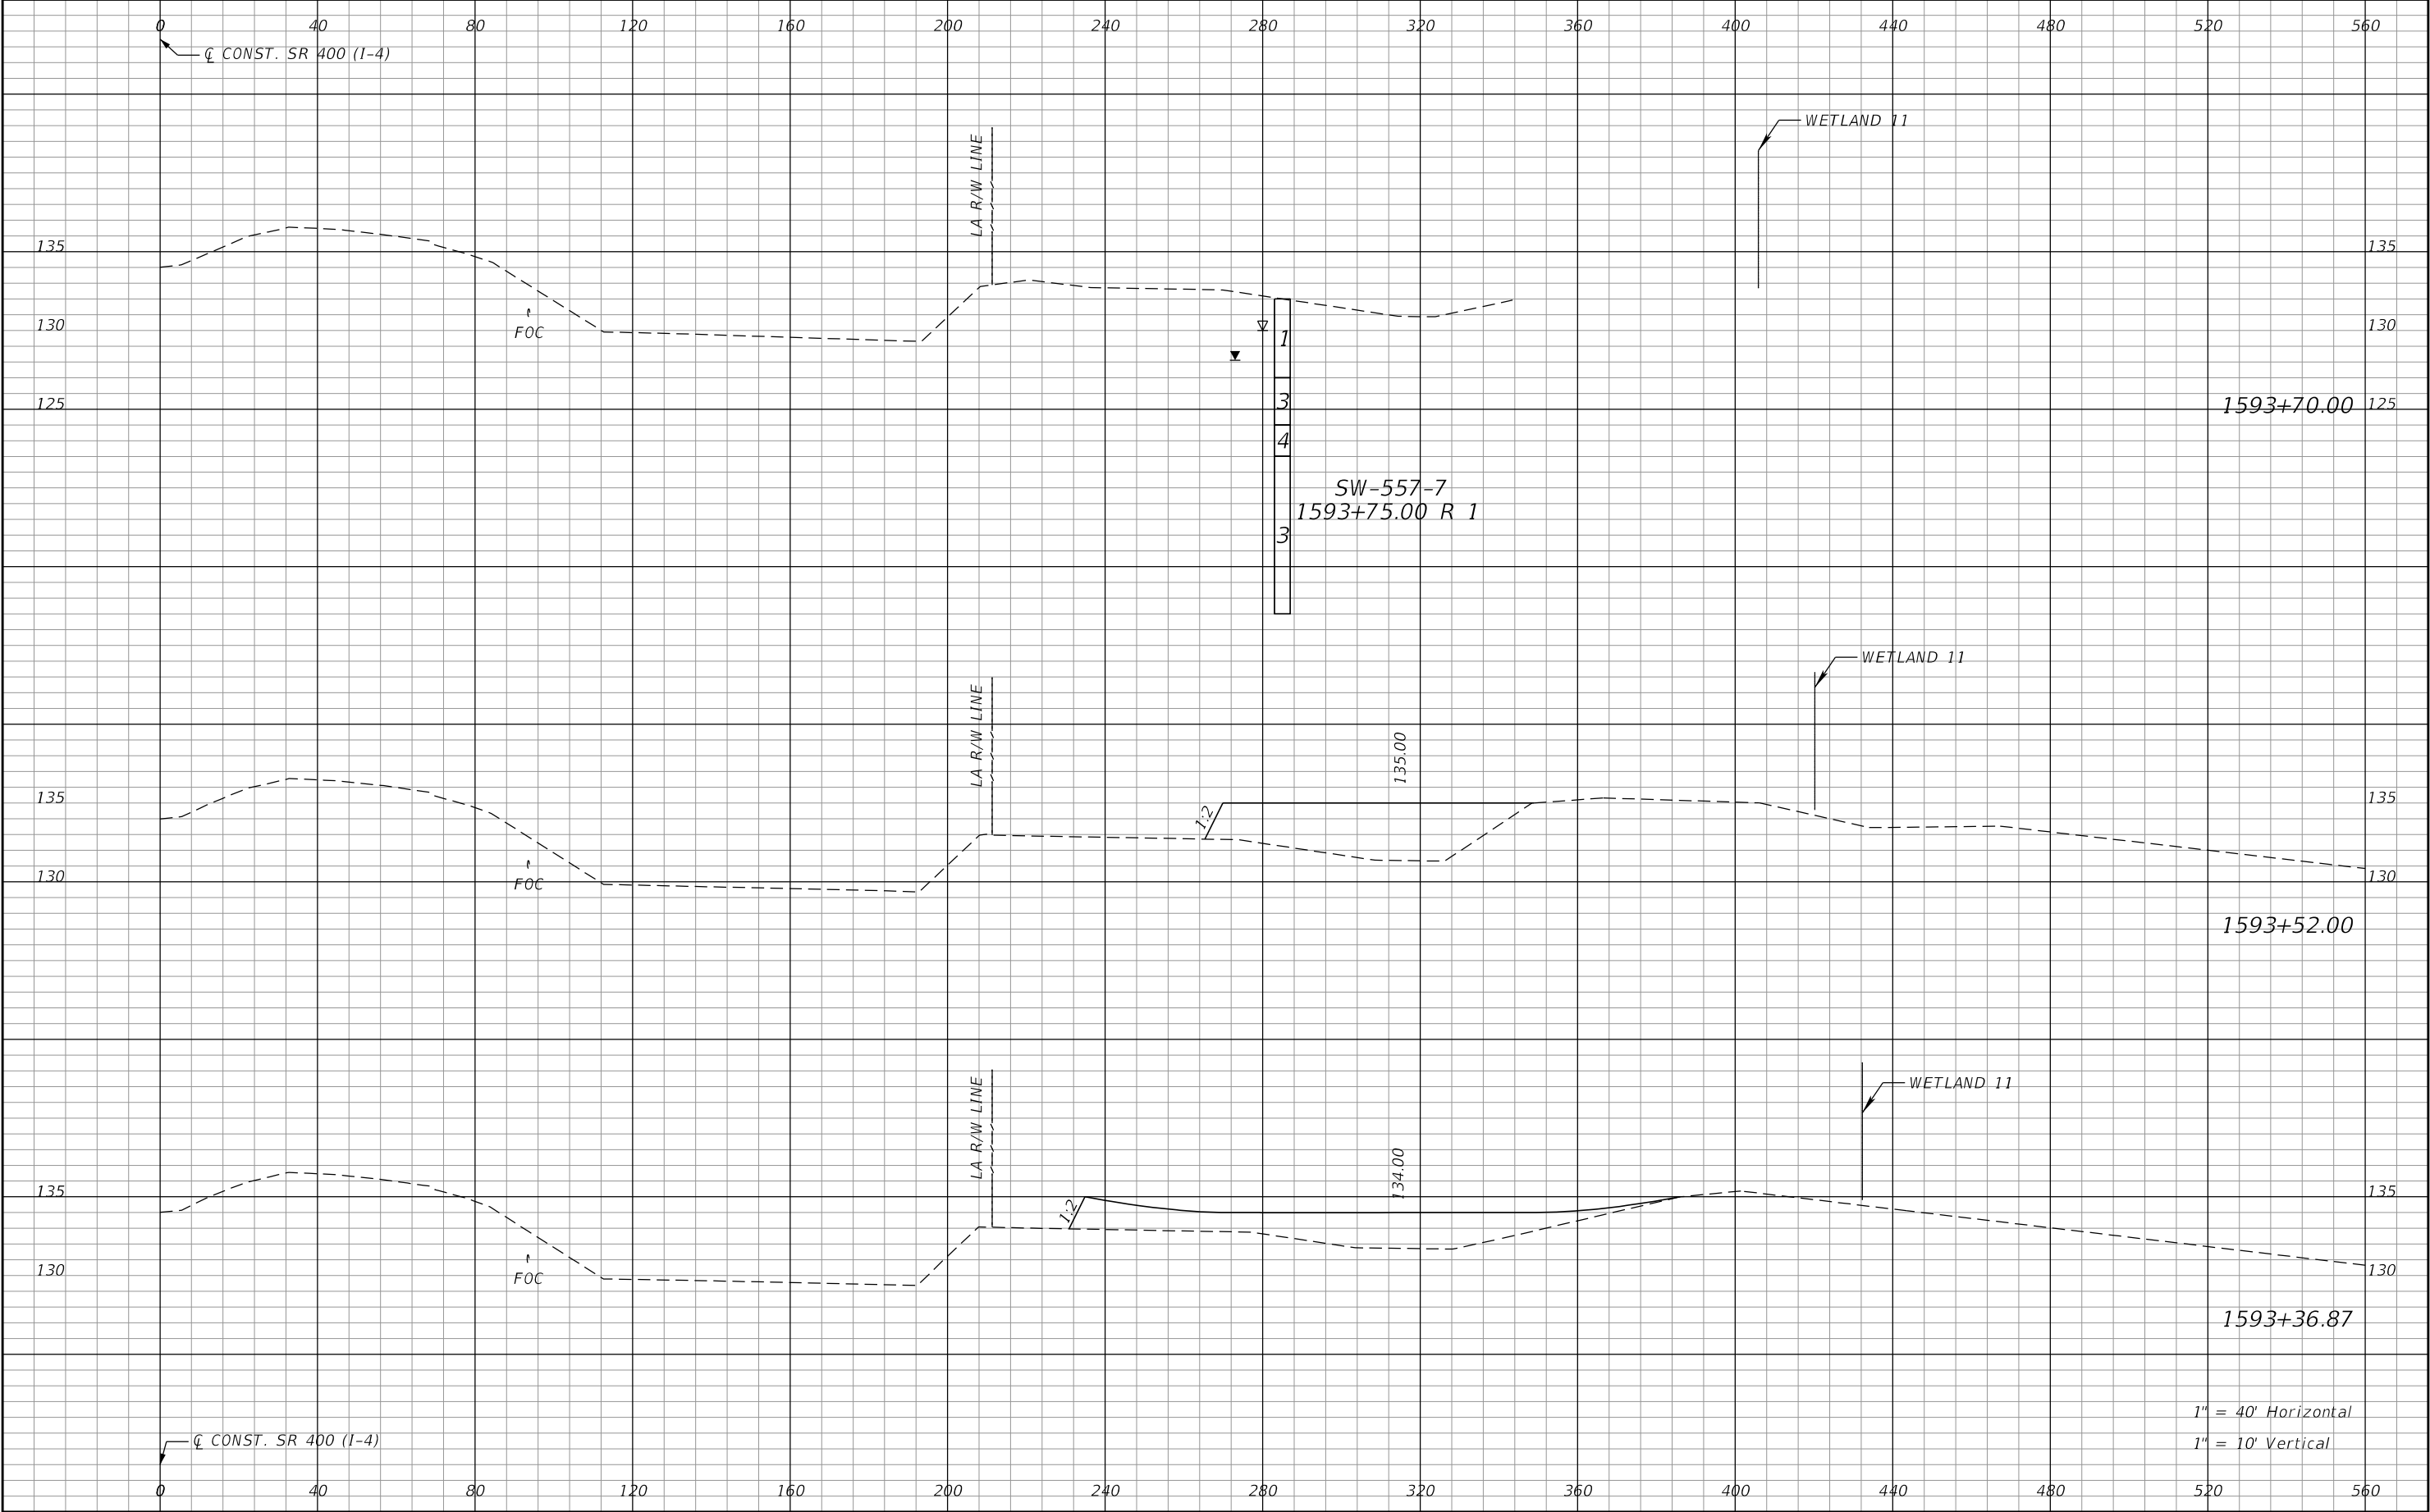 0 40 80 120 160 200 240 280 320 360 400 440 480 520 560
℄ CONST. SR 400 (I-4)
WETLAND 11
LA R/W LINE
135 135
130 FOC 1 130
125 3 1593+70.00 125
4
SW-557-7
1593+75.00 R 1
3
WETLAND 11
LA R/W LINE
135.00
135 1:2 135
130 FOC 130
1593+52.00
WETLAND 11
LA R/W LINE
134.00
135 1:2 135
130 FOC 130
1593+36.87
1" = 40' Horizontal
℄ CONST. SR 400 (I-4)
1" = 10' Vertical
0 40 80 120 160 200 240 280 320 360 400 440 480 520 560